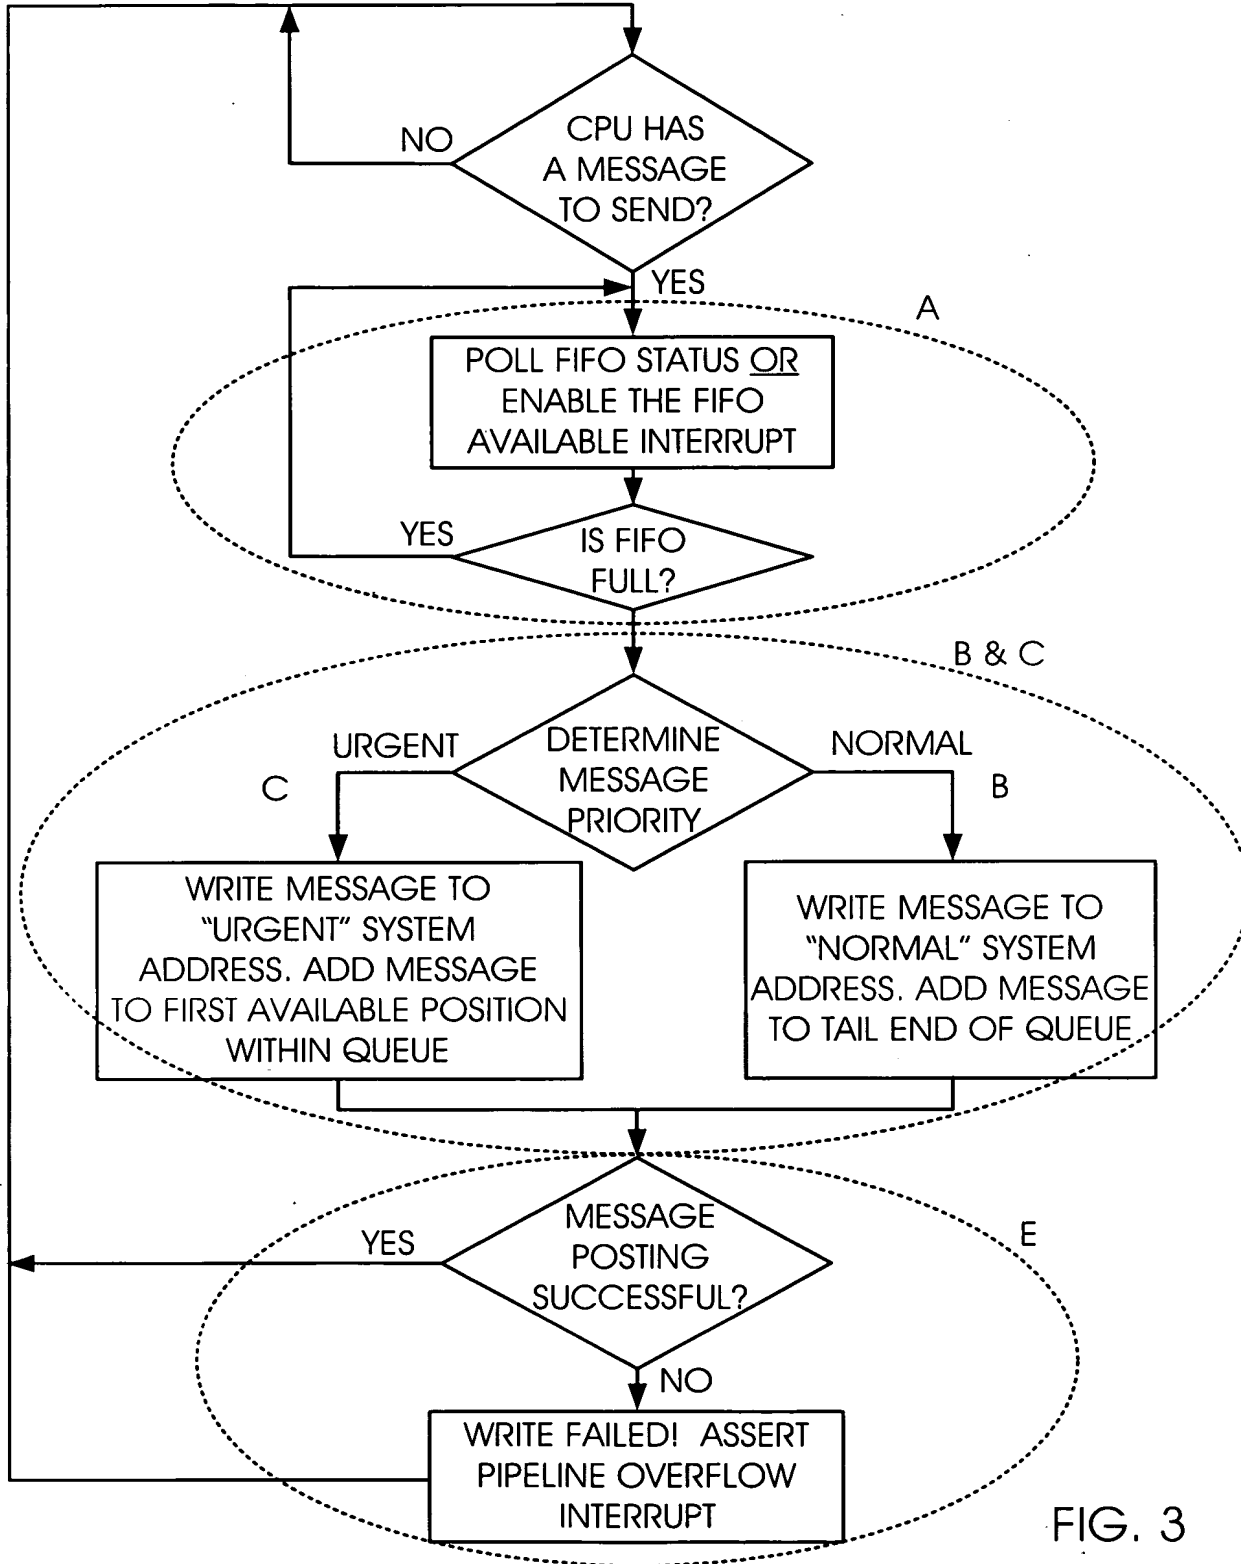 CPU HAS
NO
A MESSAGE
TO SEND?
YES
A
POLL FIFO STATUS OR
ENABLE THE FIFO
AVAILABLE INTERRUPT
YES
IS FIFO
FULL?
B & C
URGENT
DETERMINE
MESSAGE
PRIORITY
NORMAL
C
B
WRITE MESSAGE TO
"URGENT" SYSTEM
ADDRESS. ADD MESSAGE
TO FIRST AVAILABLE POSITION
WITHIN QUEUE
WRITE MESSAGE TO
"NORMAL" SYSTEM
ADDRESS. ADD MESSAGE
TO TAIL END OF QUEUE
MESSAGE
POSTING
SUCCESSFUL?
YES
E
NO
WRITE FAILED! ASSERT
PIPELINE OVERFLOW
INTERRUPT
FIG. 3